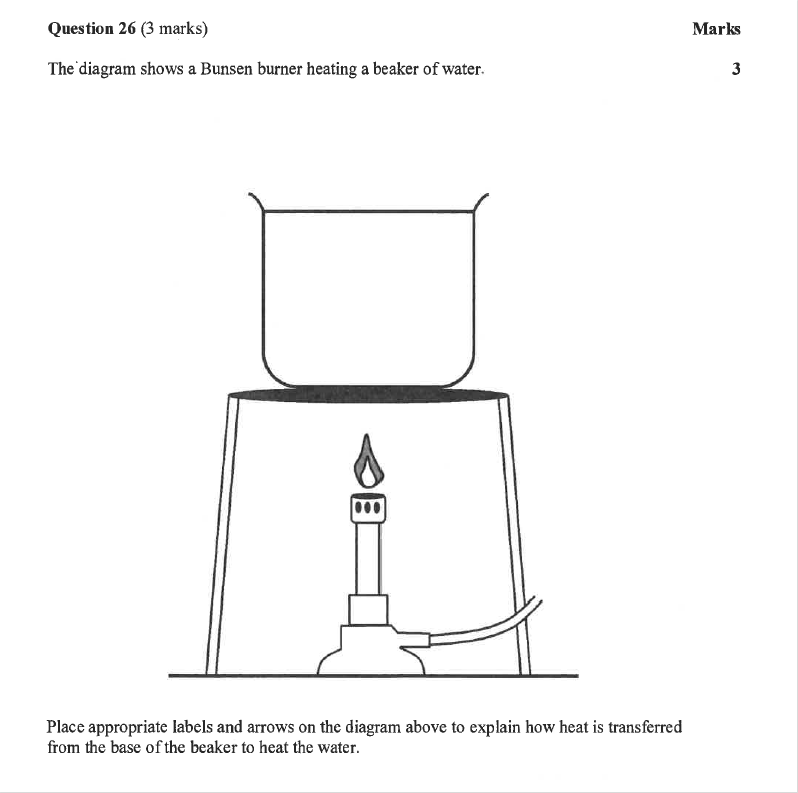 Question 26 (3 marks) Marks
The diagram shows a Bunsen burner heating a beaker of water. 3
Place appropriate labels and arrows on the diagram above to explain how heat is transferred
from the base of the beaker to heat the water.